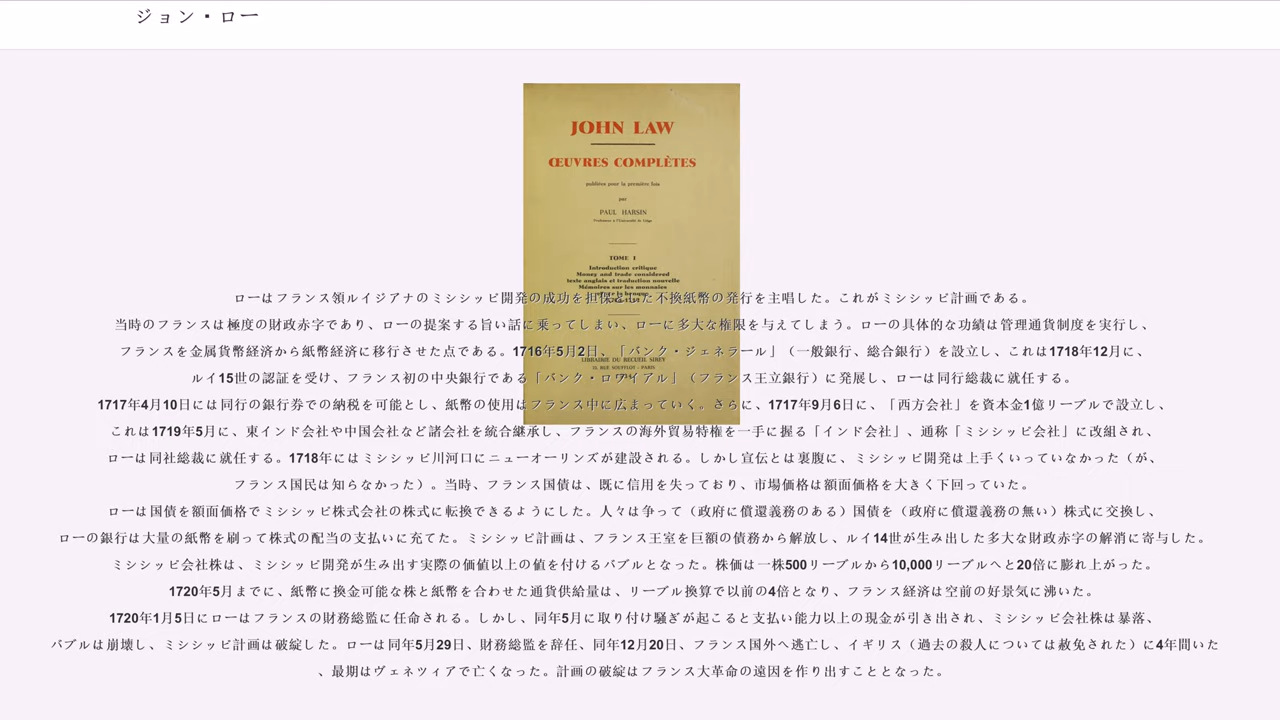 ジョン・ロー
JOHN LAW
ŒUVRES COMPLÈTES
publiées pour la première fois
par
PAUL HARSIN
Professeur à l'Université de Liège
TOME I
Introduction critique
Money and trade considered
texte anglais et traduction nouvelle
Mémoires sur les monnaies
ローはフランス領ルイジアナのミシシッピ開発の成功を担保とした不換紙幣の発行を主唱した。これがミシシッピ計画である。
当時のフランスは極度の財政赤字であり、ローの提案する旨い話に乗ってしまい、ローに多大な権限を与えてしまう。ローの具体的な功績は管理通貨制度を実行し、
フランスを金属貨幣経済から紙幣経済に移行させた点である。1716年5月2日、「バンク・ジェネラール」（一般銀行、総合銀行）を設立し、これは1718年12月に、
LIBRAIRIE DU RECUEIL SIREY
22, RUE SOUFFLOT - PARIS
ルイ15世の認証を受け、フランス初の中央銀行である「バンク・ロワイアル」（フランス王立銀行）に発展し、ローは同行総裁に就任する。
1717年4月10日には同行の銀行券での納税を可能とし、紙幣の使用はフランス中に広まっていく。さらに、1717年9月6日に、「西方会社」を資本金1億リーブルで設立し、
これは1719年5月に、東インド会社や中国会社など諸会社を統合継承し、フランスの海外貿易特権を一手に握る「インド会社」、通称「ミシシッピ会社」に改組され、
ローは同社総裁に就任する。1718年にはミシシッピ川河口にニューオーリンズが建設される。しかし宣伝とは裏腹に、ミシシッピ開発は上手くいっていなかった（が、
フランス国民は知らなかった）。当時、フランス国債は、既に信用を失っており、市場価格は額面価格を大きく下回っていた。
ローは国債を額面価格でミシシッピ株式会社の株式に転換できるようにした。人々は争って（政府に償還義務のある）国債を（政府に償還義務の無い）株式に交換し、
ローの銀行は大量の紙幣を刷って株式の配当の支払いに充てた。ミシシッピ計画は、フランス王室を巨額の債務から解放し、ルイ14世が生み出した多大な財政赤字の解消に寄与した。
ミシシッピ会社株は、ミシシッピ開発が生み出す実際の価値以上の値を付けるバブルとなった。株価は一株500リーブルから10,000リーブルへと20倍に膨れ上がった。
1720年5月までに、紙幣に換金可能な株と紙幣を合わせた通貨供給量は、リーブル換算で以前の4倍となり、フランス経済は空前の好景気に沸いた。
1720年1月5日にローはフランスの財務総監に任命される。しかし、同年5月に取り付け騒ぎが起こると支払い能力以上の現金が引き出され、ミシシッピ会社株は暴落、
バブルは崩壊し、ミシシッピ計画は破綻した。ローは同年5月29日、財務総監を辞任、同年12月20日、フランス国外へ逃亡し、イギリス（過去の殺人については赦免された）に4年間いた
、最期はヴェネツィアで亡くなった。計画の破綻はフランス大革命の遠因を作り出すこととなった。